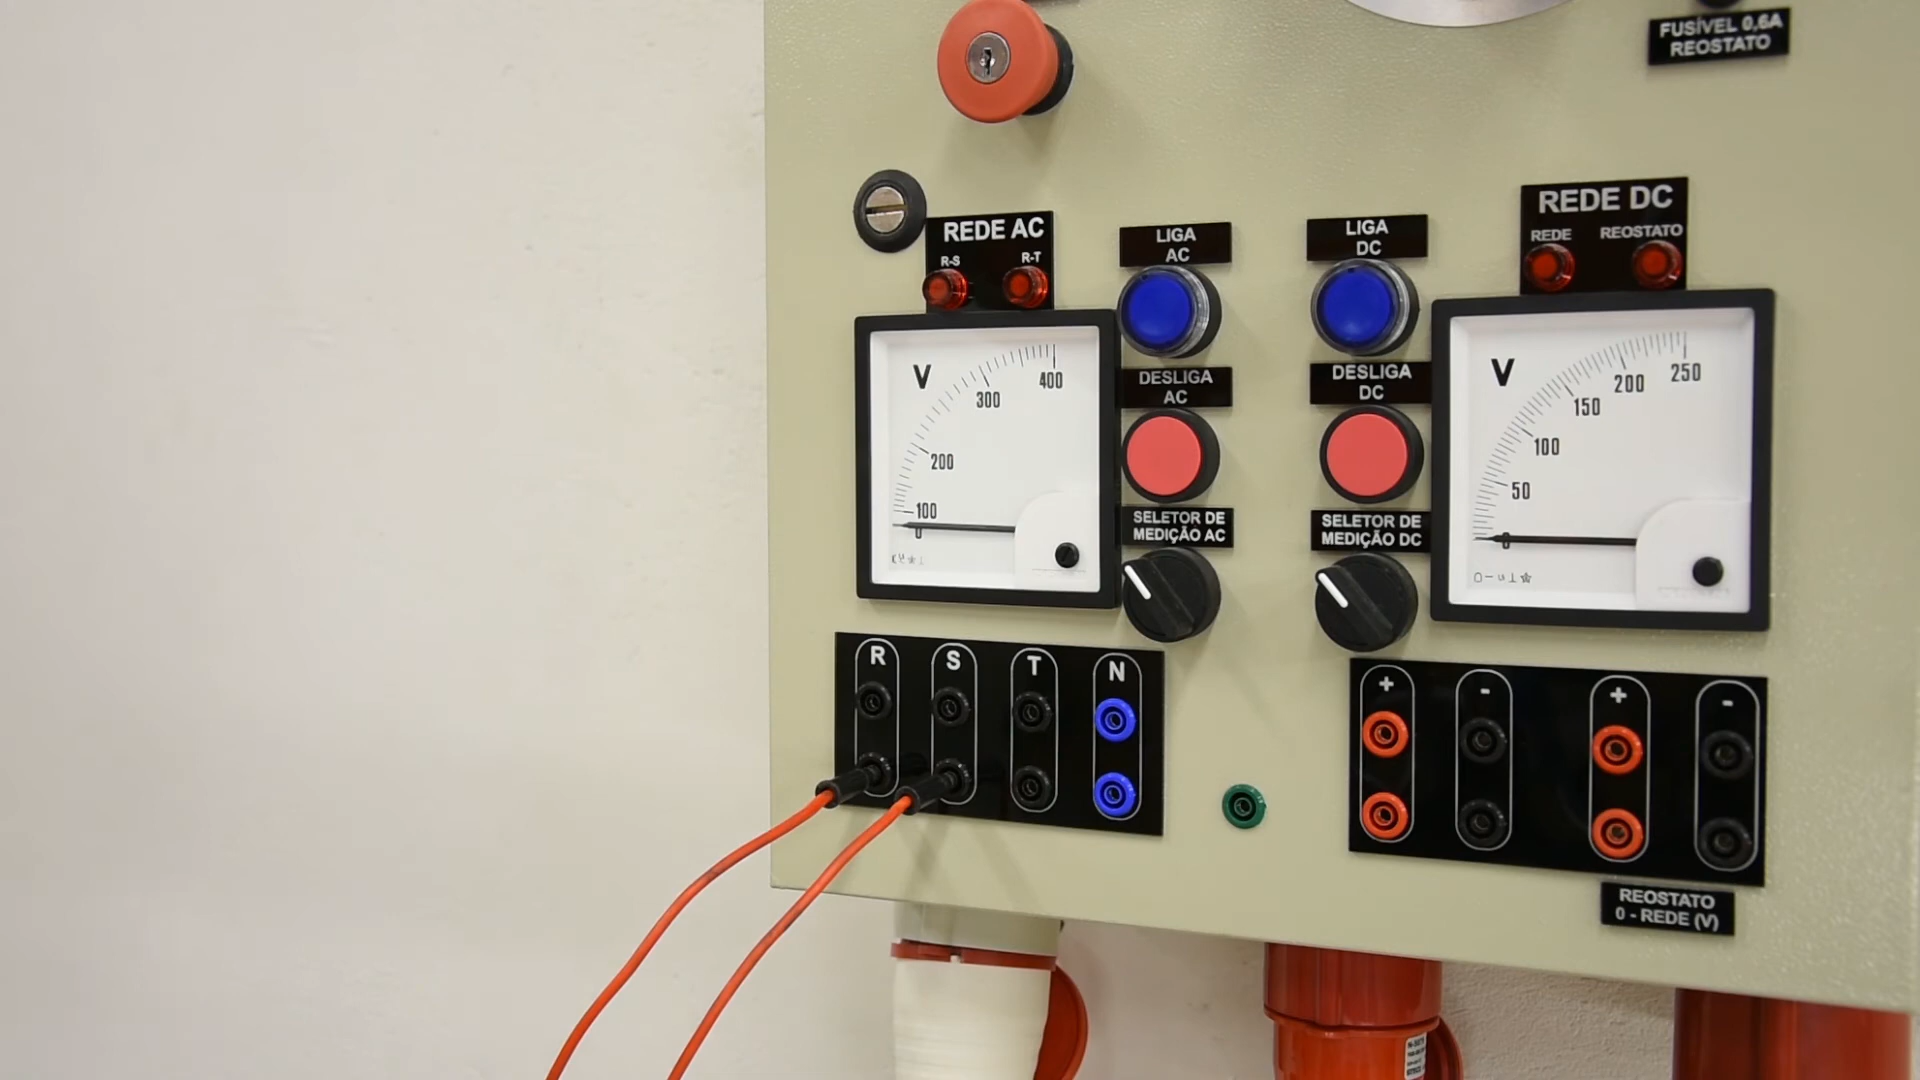 FUSÍVEL 0,6A
REOSTATO
REDE AC
R-S R-T
LIGA
AC
LIGA
DC
REDE DC
REDE REOSTATO
V
0
100
200
300
400
DESLIGA
AC
DESLIGA
DC
V
0
50
100
150
200
250
SELETOR DE
MEDIÇÃO AC
SELETOR DE
MEDIÇÃO DC
R S T N
+ - + -
REOSTATO
0 - REDE (V)